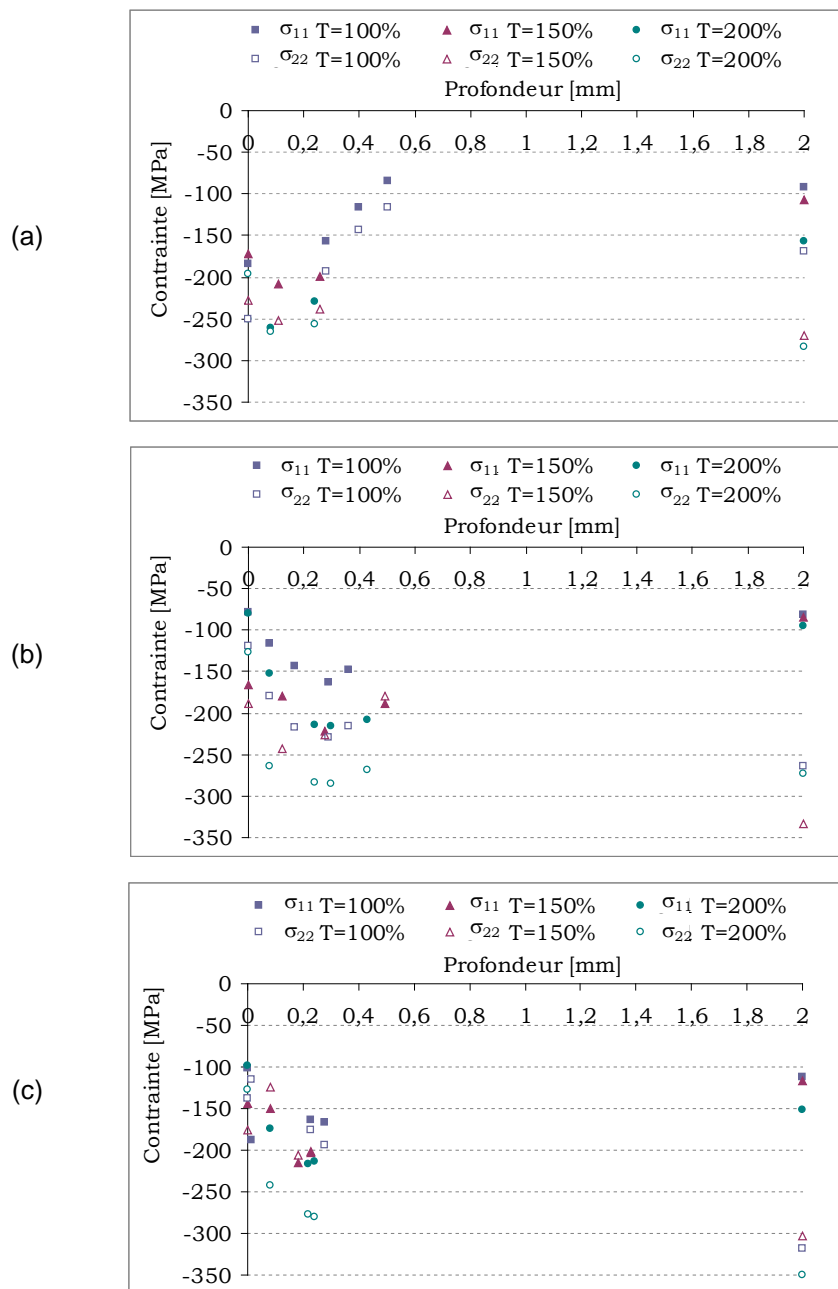 σ11 T=100% σ11 T=150% σ11 T=200%
σ22 T=100% σ22 T=150% σ22 T=200%
Profondeur [mm]
0 0,2 0,4 0,6 0,8 1 1,2 1,4 1,6 1,8 2
(a)
Contrainte [MPa]
0
-50
-100
-150
-200
-250
-300
-350
σ11 T=100% σ11 T=150% σ11 T=200%
σ22 T=100% σ22 T=150% σ22 T=200%
Profondeur [mm]
0 0,2 0,4 0,6 0,8 1 1,2 1,4 1,6 1,8 2
(b)
Contrainte [MPa]
0
-50
-100
-150
-200
-250
-300
-350
σ11 T=100% σ11 T=150% σ11 T=200%
σ22 T=100% σ22 T=150% σ22 T=200%
Profondeur [mm]
0 0,2 0,4 0,6 0,8 1 1,2 1,4 1,6 1,8 2
(c)
Contrainte [MPa]
0
-50
-100
-150
-200
-250
-300
-350